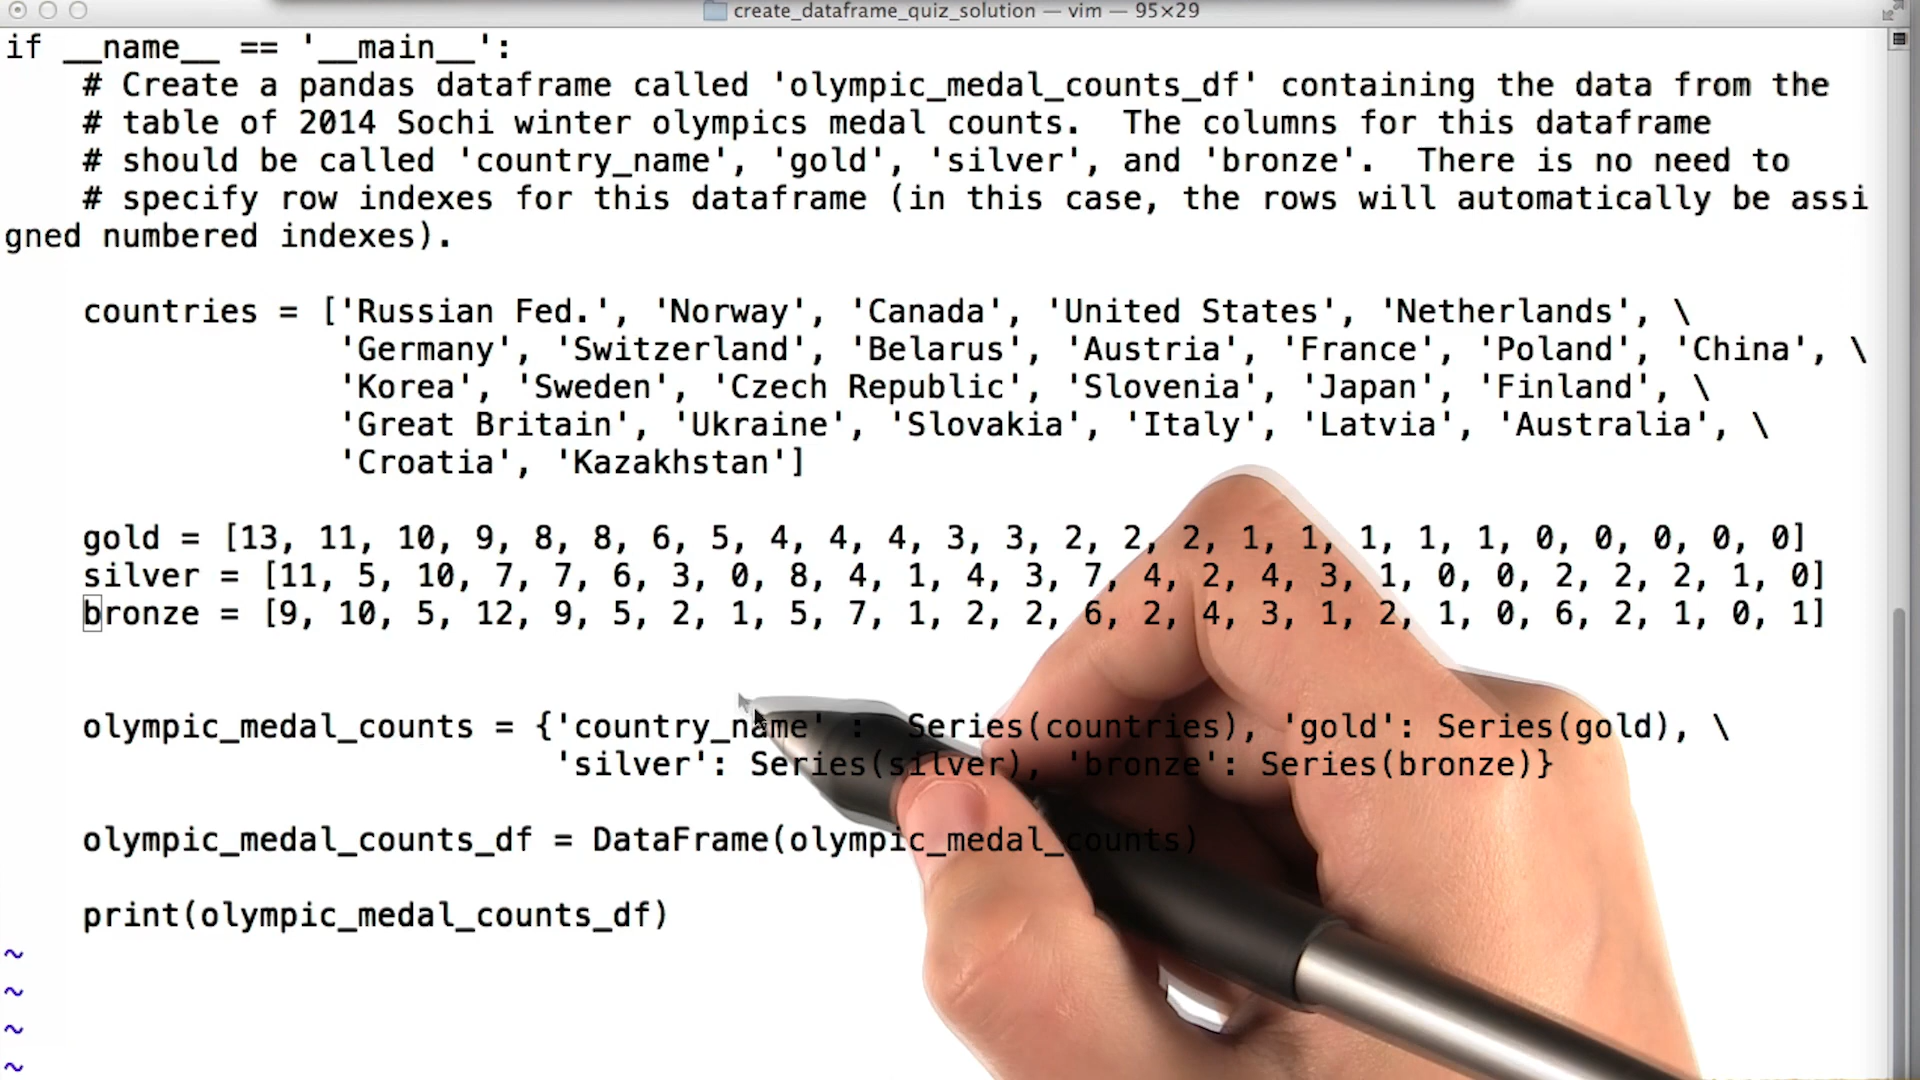 create_dataframe_quiz_solution — vim — 95×29
if __name__ == '__main__':
# Create a pandas dataframe called 'olympic_medal_counts_df' containing the data from the
# table of 2014 Sochi winter olympics medal counts.  The columns for this dataframe
# should be called 'country_name', 'gold', 'silver', and 'bronze'.  There is no need to
# specify row indexes for this dataframe (in this case, the rows will automatically be assi
gned numbered indexes).
countries = ['Russian Fed.', 'Norway', 'Canada', 'United States', 'Netherlands', \
'Germany', 'Switzerland', 'Belarus', 'Austria', 'France', 'Poland', 'China', \
'Korea', 'Sweden', 'Czech Republic', 'Slovenia', 'Japan', 'Finland', \
'Great Britain', 'Ukraine', 'Slovakia', 'Italy', 'Latvia', 'Australia', \
'Croatia', 'Kazakhstan']
gold = [13, 11, 10, 9, 8, 8, 6, 5, 4, 4, 4, 3, 3, 2, 2, 2, 1, 1, 1, 1, 1, 0, 0, 0, 0, 0]
silver = [11, 5, 10, 7, 7, 6, 3, 0, 8, 4, 1, 4, 3, 7, 4, 2, 4, 3, 1, 0, 0, 2, 2, 2, 1, 0]
bronze = [9, 10, 5, 12, 9, 5, 2, 1, 5, 7, 1, 2, 2, 6, 2, 4, 3, 1, 2, 1, 0, 6, 2, 1, 0, 1]
olympic_medal_counts = {'country_name' :  Series(countries), 'gold': Series(gold), \
'silver': Series(silver), 'bronze': Series(bronze)}
olympic_medal_counts_df = DataFrame(olympic_medal_counts)
print(olympic_medal_counts_df)
~
~
~
~